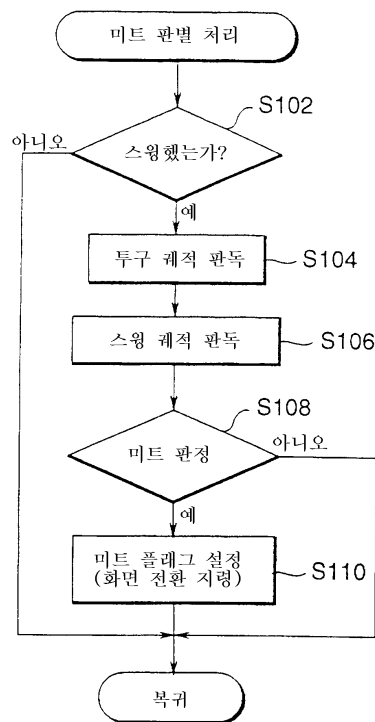 미트 판별 처리
S102
아니오
스윙했는가?
예
투구 궤적 판독
S104
스윙 궤적 판독
S106
S108
미트 판정
아니오
예
미트 플래그 설정
(화면 전환 지령)
S110
복귀